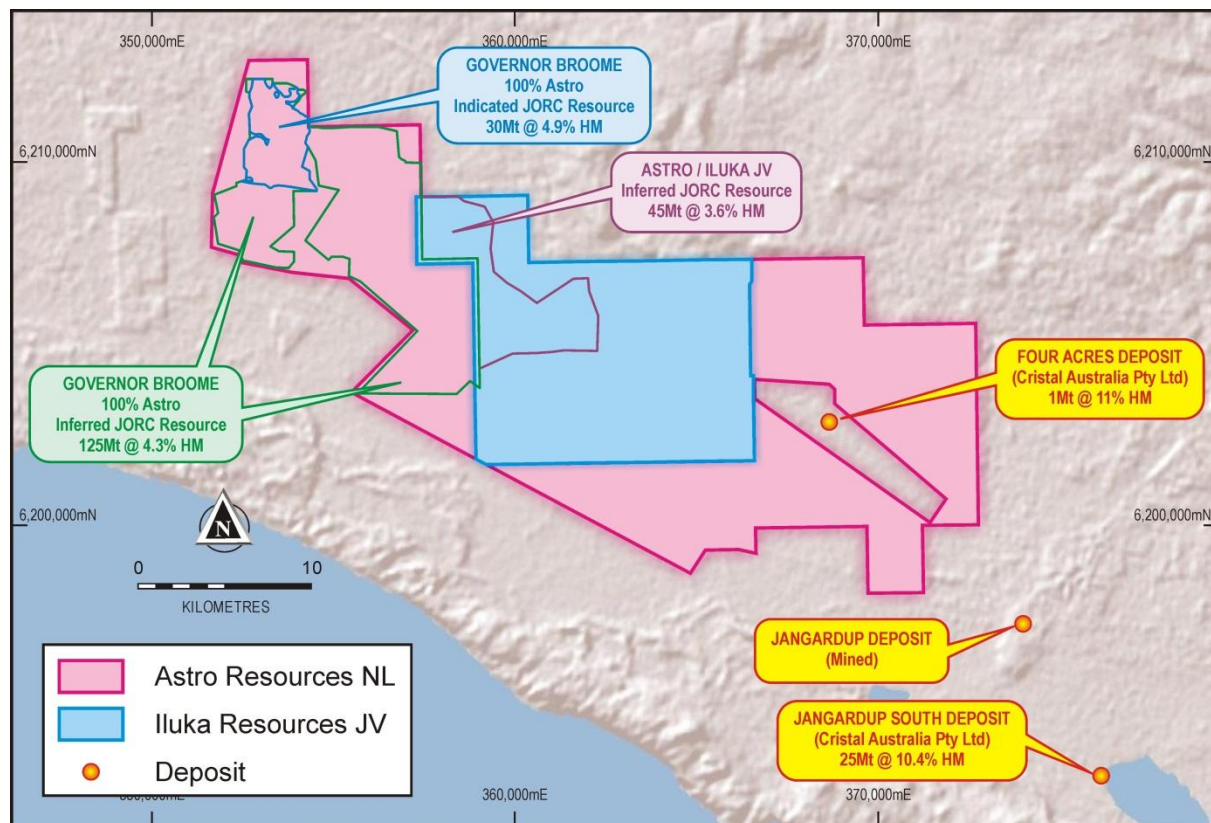 350,000mE
360,000mE
370,000mE
GOVERNOR BROOME
100% Astro
Indicated JORC Resource
30Mt @ 4.9% HM
6,210,000mN
6,210,000mN
ASTRO / ILUKA JV
Inferred JORC Resource
45Mt @ 3.6% HM
FOUR ACRES DEPOSIT
(Cristal Australia Pty Ltd)
1Mt @ 11% HM
GOVERNOR BROOME
100% Astro
Inferred JORC Resource
125Mt @ 4.3% HM
6,200,000mN
6,200,000mN
N
0 10
KILOMETRES
JANGARDUP DEPOSIT
(Mined)
Astro Resources NL
Iluka Resources JV
Deposit
JANGARDUP SOUTH DEPOSIT
(Cristal Australia Pty Ltd)
25Mt @ 10.4% HM
360,000mE
370,000mE